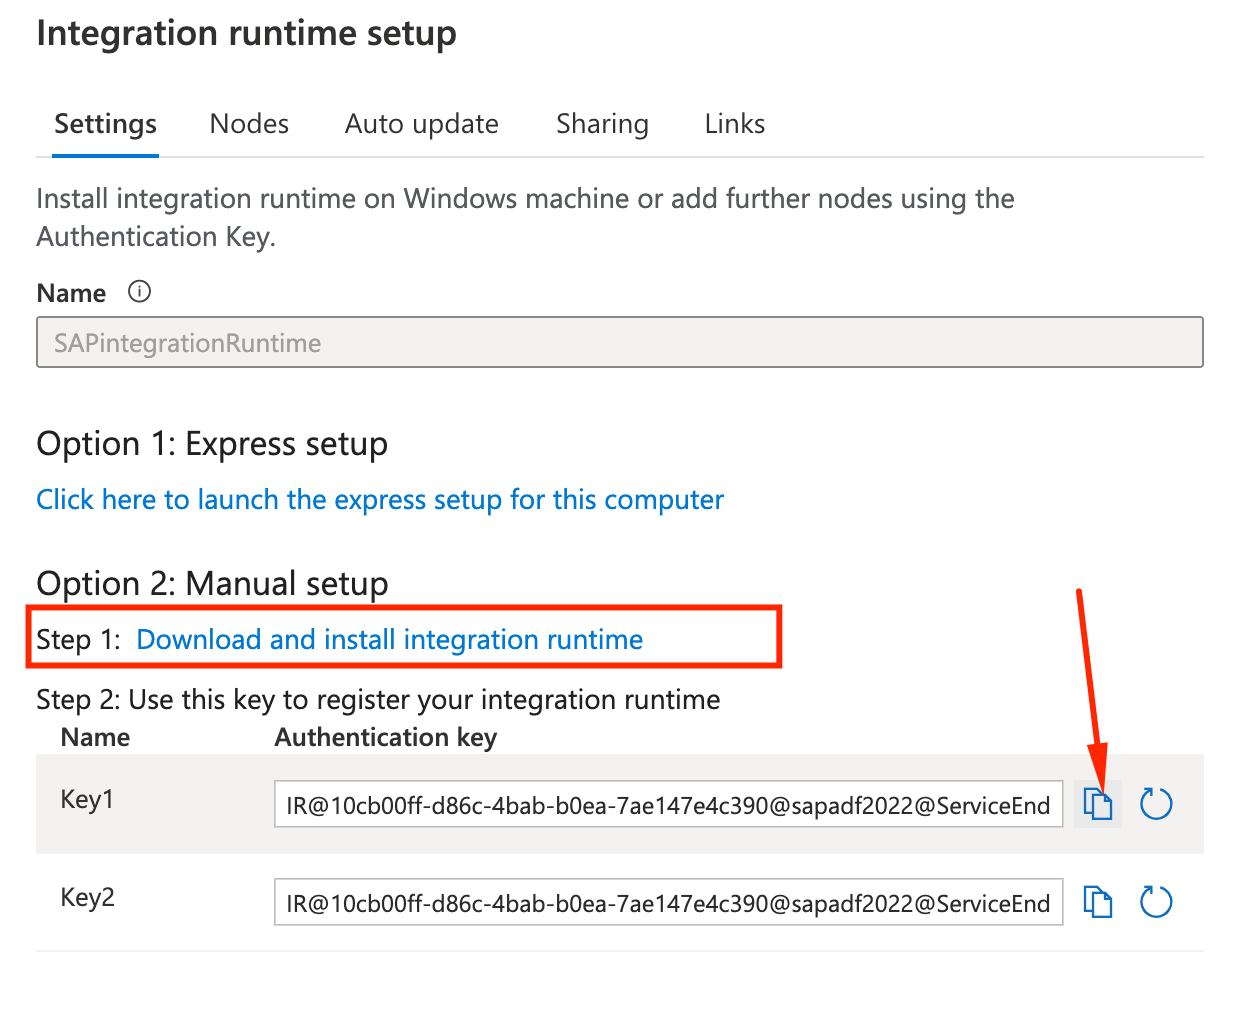 Integration runtime setup
Settings Nodes Auto update Sharing Links
Install integration runtime on Windows machine or add further nodes using the
Authentication Key.
Name
SAPintegrationRuntime
Option 1: Express setup
Click here to launch the express setup for this computer
Option 2: Manual setup
Step 1: Download and install integration runtime
Step 2: Use this key to register your integration runtime
Name Authentication key
Key1 IR@10cb00ff-d86c-4bab-b0ea-7ae147e4c390@sapadf2022@ServiceEnd
Key2 IR@10cb00ff-d86c-4bab-b0ea-7ae147e4c390@sapadf2022@ServiceEnd